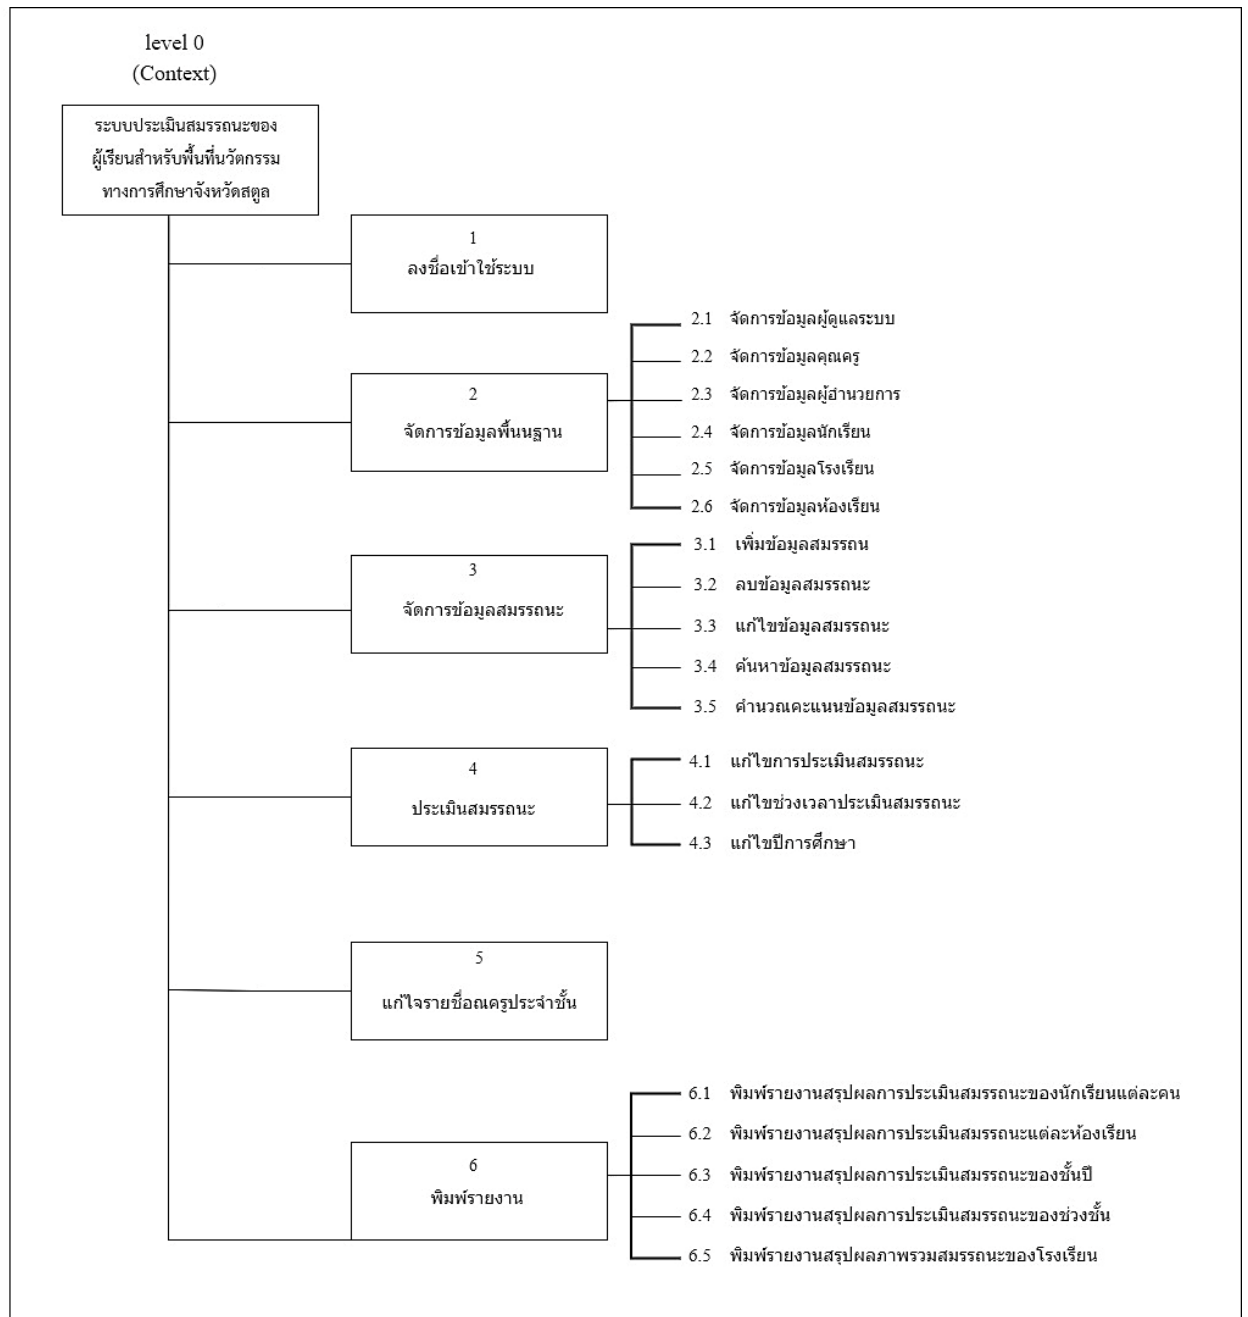 level 0
(Context)
ระบบประเมินสมรรถนะของ
ผู้เรียนสำหรับพื้นที่นวัตกรรม
ทางการศึกษาจังหวัดสตูล
1
ลงชื่อเข้าใช้ระบบ
2
จัดการข้อมูลพื้นนฐาน
2.1 จัดการข้อมูลผู้ดูแลระบบ
2.2 จัดการข้อมูลคุณครู
2.3 จัดการข้อมูลผู้อำนวยการ
2.4 จัดการข้อมูลนักเรียน
2.5 จัดการข้อมูลโรงเรียน
2.6 จัดการข้อมูลห้องเรียน
3
จัดการข้อมูลสมรรถนะ
3.1 เพิ่มข้อมูลสมรรถน
3.2 ลบข้อมูลสมรรถนะ
3.3 แก้ไขข้อมูลสมรรถนะ
3.4 ค้นหาข้อมูลสมรรถนะ
3.5 คำนวณคะแนนข้อมูลสมรรถนะ
4
ประเมินสมรรถนะ
4.1 แก้ไขการประเมินสมรรถนะ
4.2 แก้ไขช่วงเวลาประเมินสมรรถนะ
4.3 แก้ไขปีการศึกษา
5
แก้ไจรายชื่อณครูประจำชั้น
6
พิมพ์รายงาน
6.1 พิมพ์รายงานสรุปผลการประเมินสมรรถนะของนักเรียนแต่ละคน
6.2 พิมพ์รายงานสรุปผลการประเมินสมรรถนะแต่ละห้องเรียน
6.3 พิมพ์รายงานสรุปผลการประเมินสมรรถนะของชั้นปี
6.4 พิมพ์รายงานสรุปผลการประเมินสมรรถนะของช่วงชั้น
6.5 พิมพ์รายงานสรุปผลภาพรวมสมรรถนะของโรงเรียน